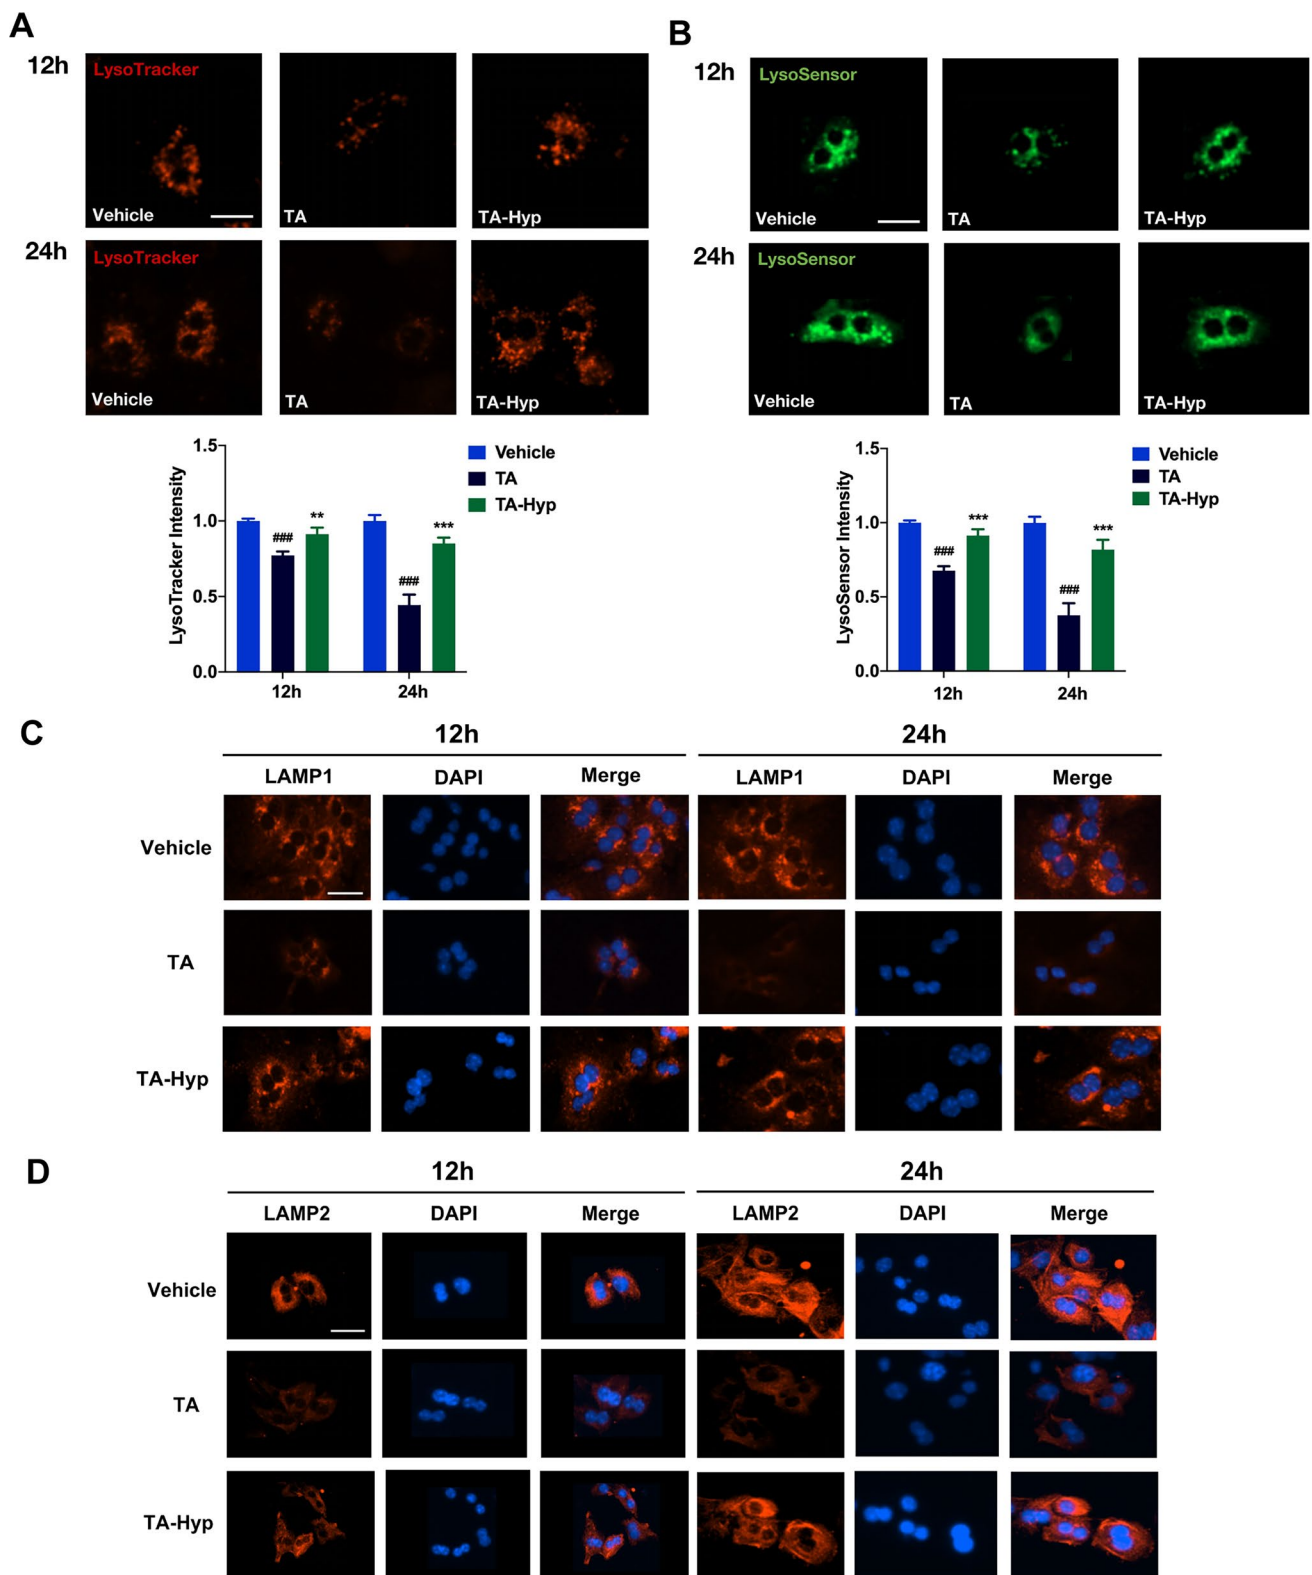 A
12h
LysoTracker
Vehicle
TA
TA-Hyp
24h
LysoTracker
Vehicle
TA
TA-Hyp
1.5
1.0
0.5
0.0
LysoTracker Intensity
###
**
###
***
12h
24h
Vehicle
TA
TA-Hyp
B
12h
LysoSensor
Vehicle
TA
TA-Hyp
24h
LysoSensor
Vehicle
TA
TA-Hyp
1.5
1.0
0.5
0.0
LysoSensor Intensity
###
***
###
***
12h
24h
Vehicle
TA
TA-Hyp
C
12h 24h
LAMP1 DAPI Merge LAMP1 DAPI Merge
Vehicle
TA
TA-Hyp
D
12h 24h
LAMP2 DAPI Merge LAMP2 DAPI Merge
Vehicle
TA
TA-Hyp